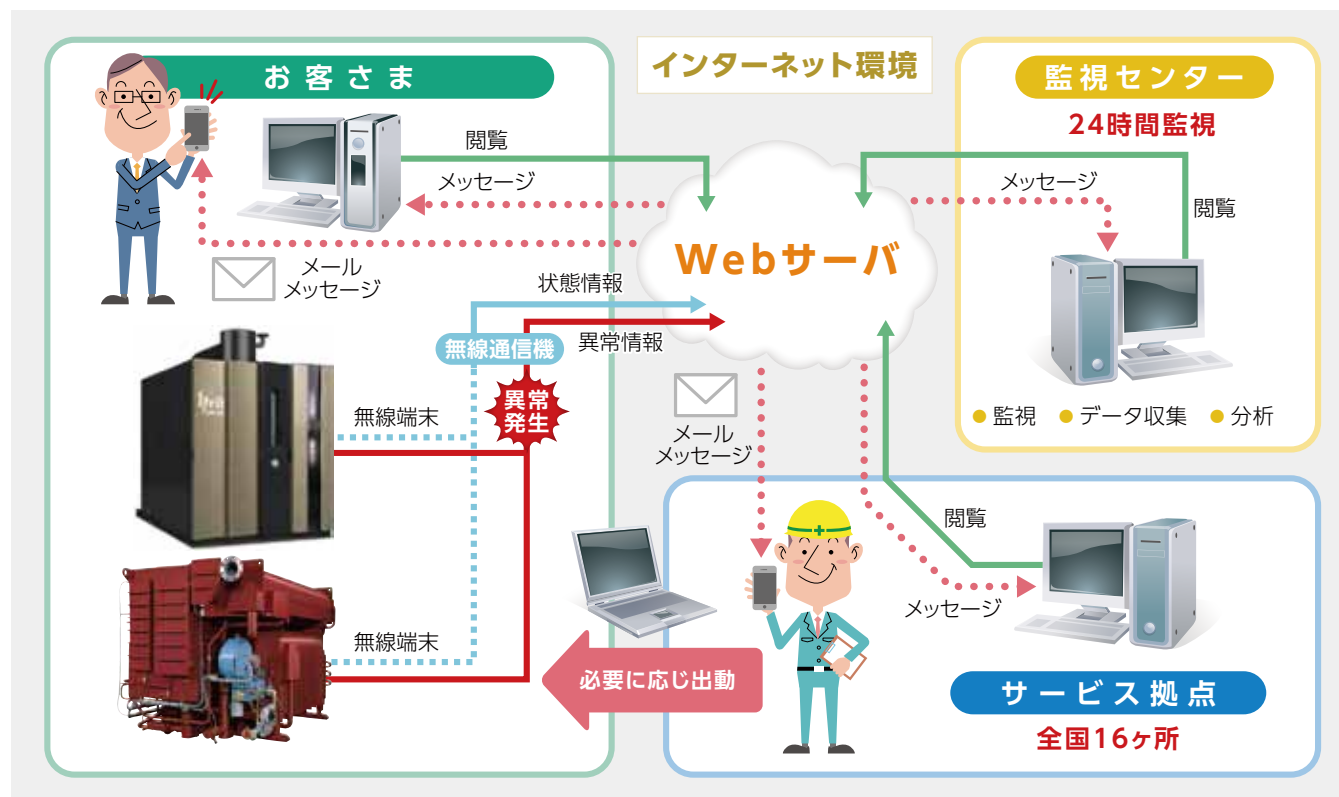 お客さま
インターネット環境
監視センター
24時間監視
閲覧
メッセージ
メール
メッセージ
Webサーバ
メッセージ
閲覧
状態情報
無線通信機
異常情報
異常
発生
無線端末
無線端末
監視
データ収集
分析
メール
メッセージ
閲覧
メッセージ
必要に応じ出動
サービス拠点
全国16ヶ所